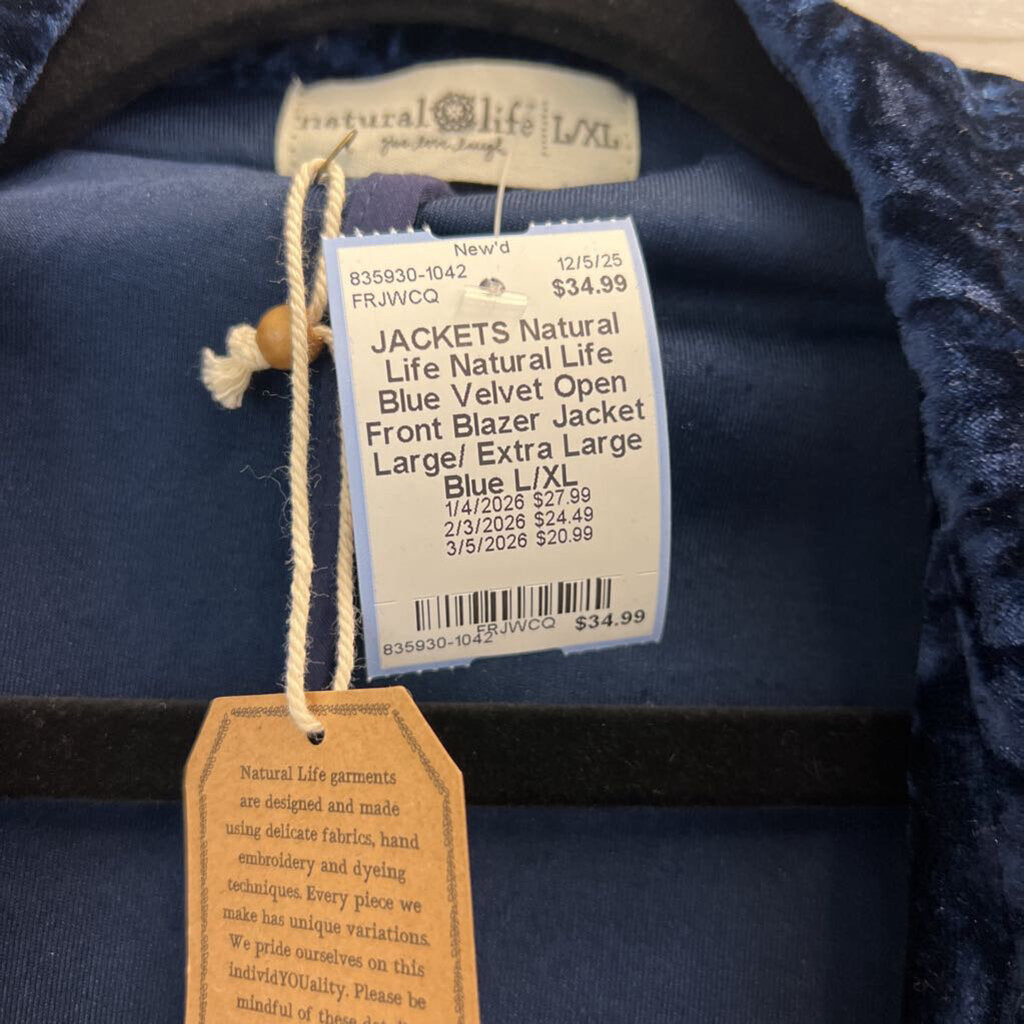 natural life L/XL
give. love. laugh.
New'd
835930-1042 12/5/25
FRJWCQ $34.99
JACKETS Natural
Life Natural Life
Blue Velvet Open
Front Blazer Jacket
Large/ Extra Large
Blue L/XL
1/4/2026 $27.99
2/3/2026 $24.49
3/5/2026 $20.99
FRJWCQ
835930-1042 $34.99
Natural Life garments
are designed and made
using delicate fabrics, hand
embroidery and dyeing
techniques. Every piece we
make has unique variations.
We pride ourselves on this
individYOUality. Please be
mindful of these